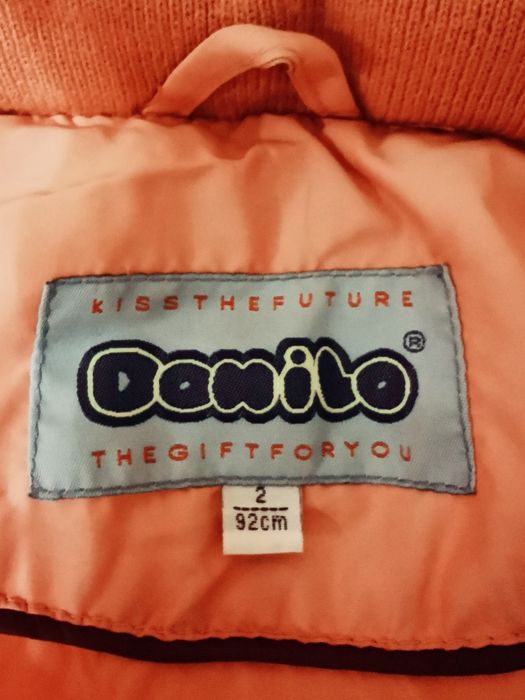 KISSTHEFUTURE
Danilo®
THEGIFTFORYOU
2
92cm